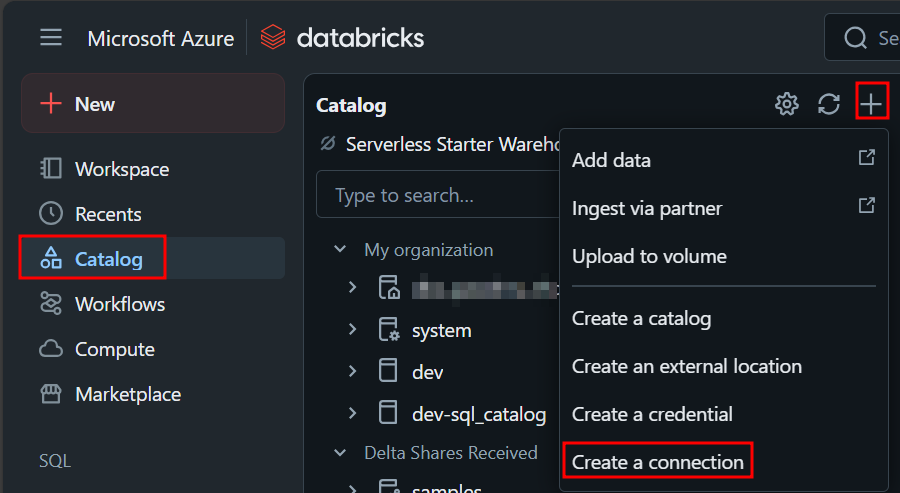 Microsoft Azure
databricks
Se
New
Workspace
Recents
Catalog
Workflows
Compute
Marketplace
SQL
Catalog
Serverless Starter Wareho
Type to search...
My organization
system
dev
dev-sql_catalog
Delta Shares Received
samples
Add data
Ingest via partner
Upload to volume
Create a catalog
Create an external location
Create a credential
Create a connection